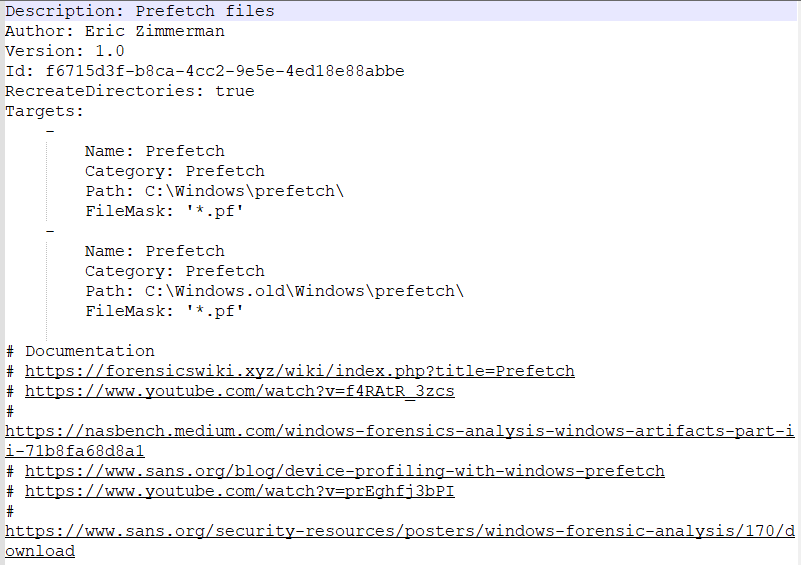 Description: Prefetch files
Author: Eric Zimmerman
Version: 1.0
Id: f6715d3f-b8ca-4cc2-9e5e-4ed18e88abbe
RecreateDirectories: true
Targets:
    -
        Name: Prefetch
        Category: Prefetch
        Path: C:\Windows\prefetch\
        FileMask: '*.pf'
    -
        Name: Prefetch
        Category: Prefetch
        Path: C:\Windows.old\Windows\prefetch\
        FileMask: '*.pf'
# Documentation
# https://forensicswiki.xyz/wiki/index.php?title=Prefetch
# https://www.youtube.com/watch?v=f4RAtR_3zcs
#
https://nasbench.medium.com/windows-forensics-analysis-windows-artifacts-part-i
i-71b8fa68d8a1
# https://www.sans.org/blog/device-profiling-with-windows-prefetch
# https://www.youtube.com/watch?v=prEghfj3bPI
#
https://www.sans.org/security-resources/posters/windows-forensic-analysis/170/d
ownload